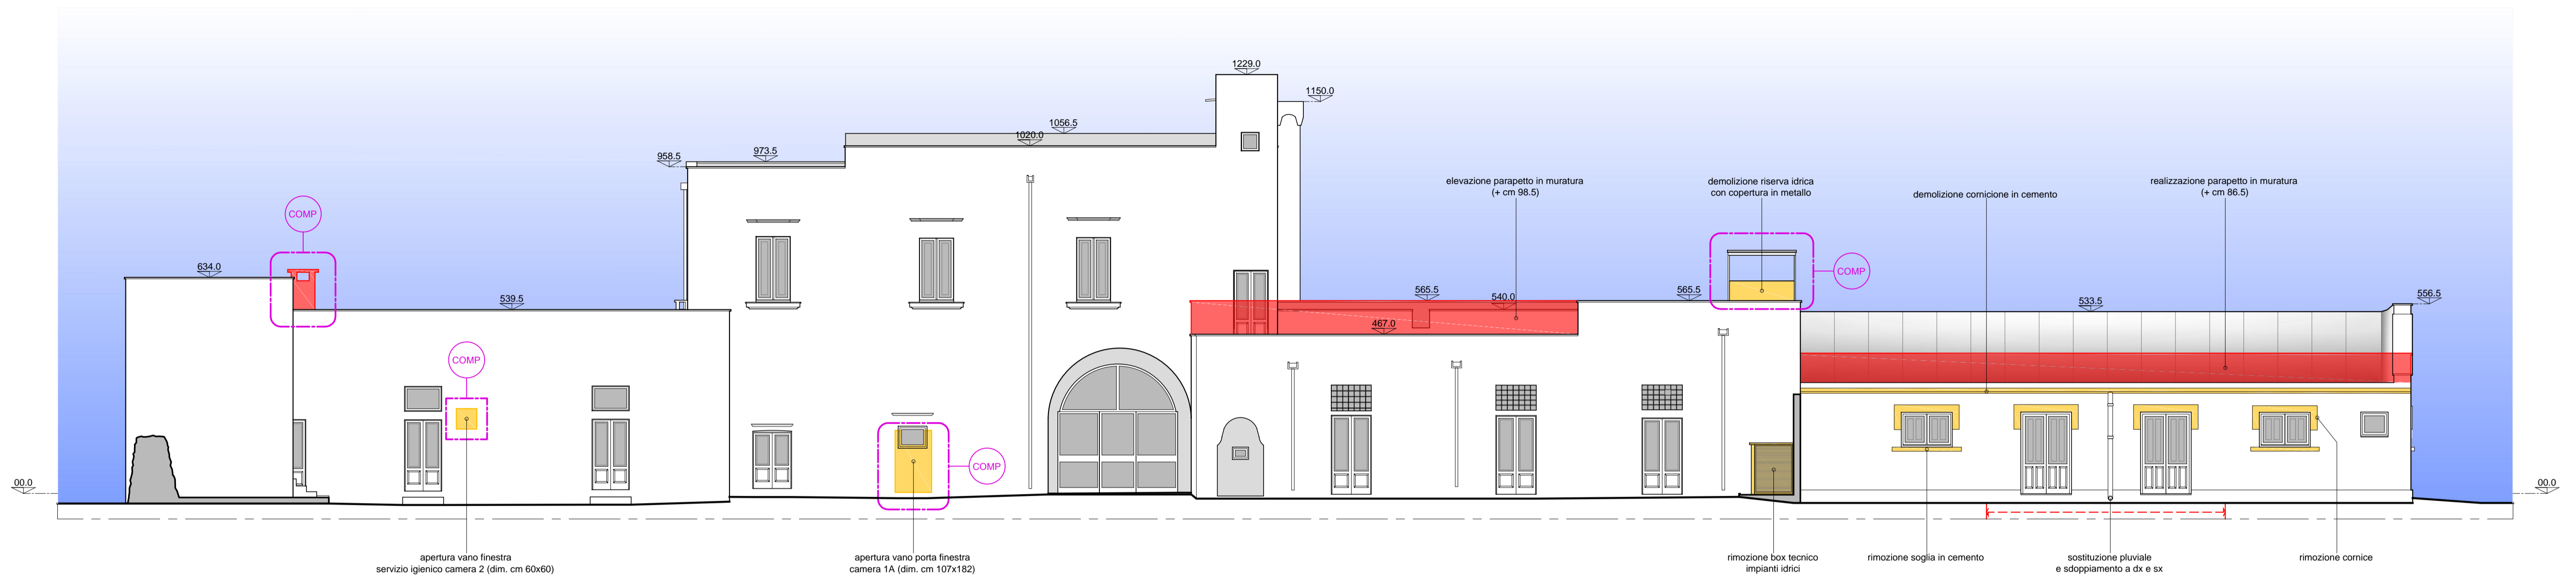 1229.0
1150.0
1056.5
1020.0
973.5
958.5
elevazione parapetto in muratura
(+ cm 98.5)
demolizione riserva idrica
con copertura in metallo
demolizione cornicione in cemento
realizzazione parapetto in muratura
(+ cm 86.5)
COMP
634.0
COMP
539.5
565.5
540.0
565.5
533.5
556.5
467.0
COMP
COMP
00.0
00.0
apertura vano finestra
servizio igienico camera 2 (dim. cm 60x60)
apertura vano porta finestra
camera 1A (dim. cm 107x182)
rimozione box tecnico
impianti idrici
rimozione soglia in cemento
sostituzione pluviale
e sdoppiamento a dx e sx
rimozione cornice